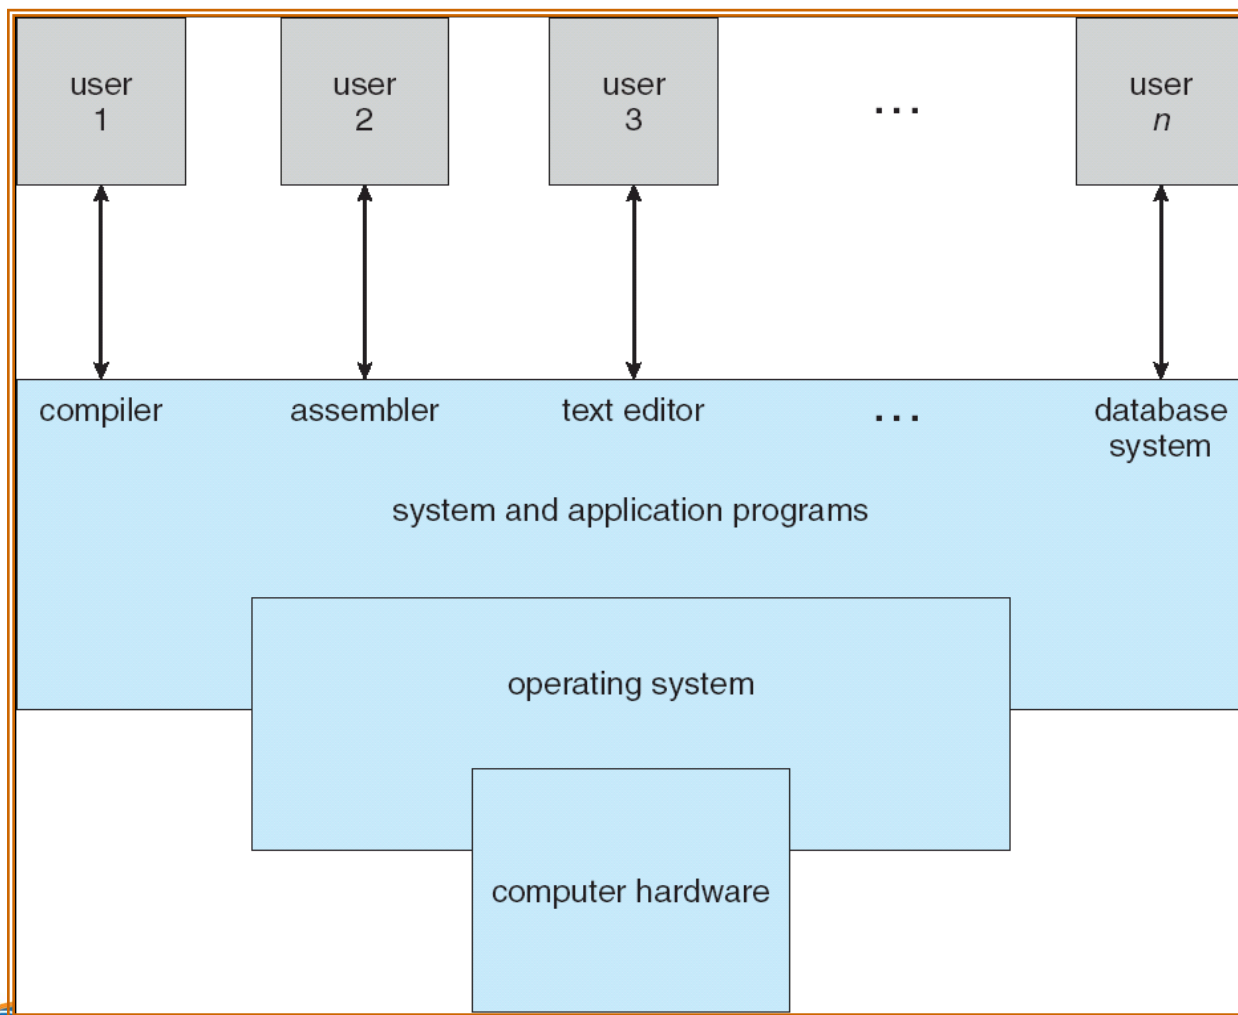 user
1
user
2
user
3
...
user
n
compiler
assembler
text editor
...
database
system
system and application programs
operating system
computer hardware